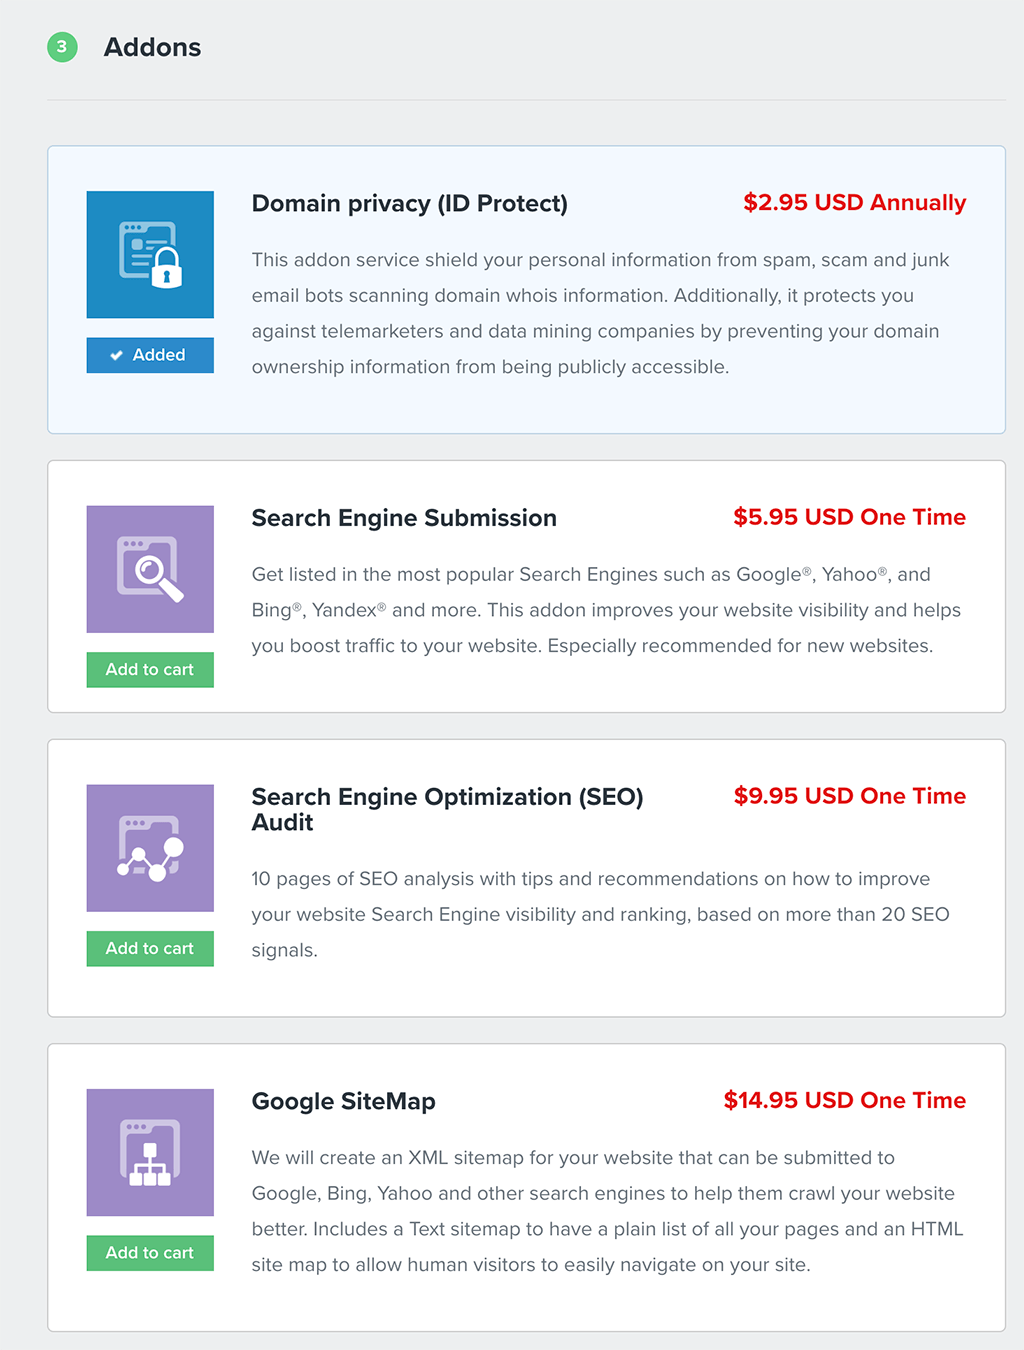 3 Addons
Domain privacy (ID Protect)
$2.95 USD Annually
This addon service shield your personal information from spam, scam and junk
email bots scanning domain whois information. Additionally, it protects you
against telemarketers and data mining companies by preventing your domain
ownership information from being publicly accessible.
Added
Search Engine Submission
$5.95 USD One Time
Get listed in the most popular Search Engines such as Google®, Yahoo®, and
Bing®, Yandex® and more. This addon improves your website visibility and helps
you boost traffic to your website. Especially recommended for new websites.
Add to cart
Search Engine Optimization (SEO)
Audit
$9.95 USD One Time
10 pages of SEO analysis with tips and recommendations on how to improve
your website Search Engine visibility and ranking, based on more than 20 SEO
signals.
Add to cart
Google SiteMap
$14.95 USD One Time
We will create an XML sitemap for your website that can be submitted to
Google, Bing, Yahoo and other search engines to help them crawl your website
better. Includes a Text sitemap to have a plain list of all your pages and an HTML
site map to allow human visitors to easily navigate on your site.
Add to cart